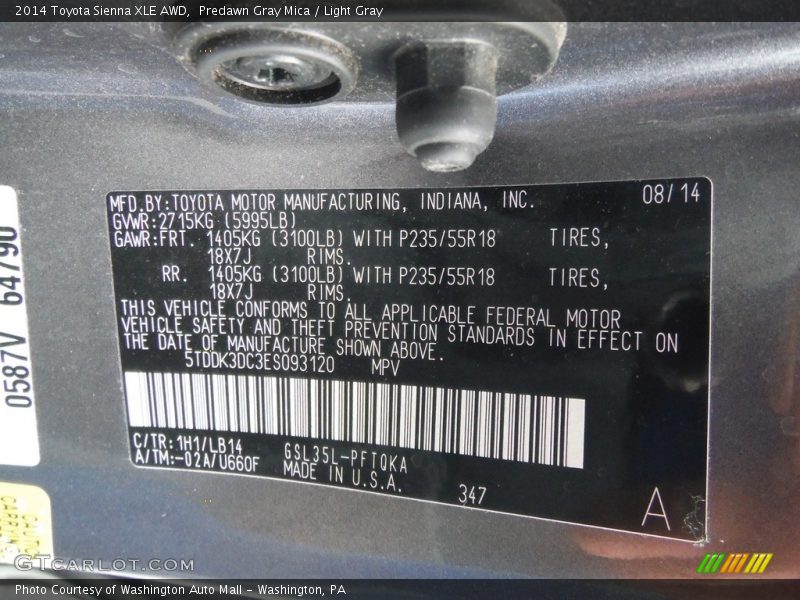 2014 Toyota Sienna XLE AWD,  Predawn Gray Mica / Light Gray
MFD.BY:TOYOTA MOTOR MANUFACTURING, INDIANA, INC. 08/14
GVWR:2715KG (5995LB)
GAWR:FRT. 1405KG (3100LB) WITH P235/55R18 TIRES,
18X7J RIMS.
RR. 1405KG (3100LB) WITH P235/55R18 TIRES,
18X7J RIMS.
THIS VEHICLE CONFORMS TO ALL APPLICABLE FEDERAL MOTOR
VEHICLE SAFETY AND THEFT PREVENTION STANDARDS IN EFFECT ON
THE DATE OF MANUFACTURE SHOWN ABOVE.
5TDDK3DC3ES093120 MPV
C/TR:1H1/LB14 GSL35L-PFTQKA
A/TM:-02A/U660F MADE IN U.S.A.
347 A
0587V 64790
GTCARLOT.COM
Photo Courtesy of Washington Auto Mall - Washington, PA